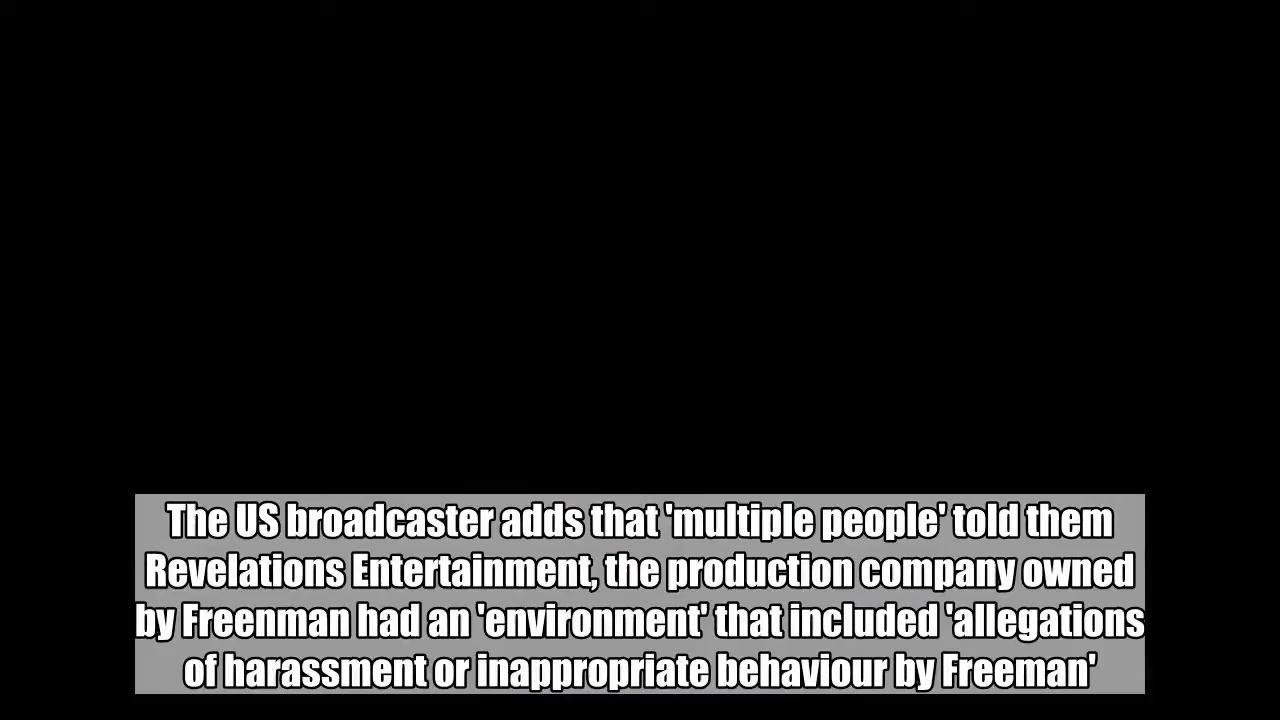 The US broadcaster adds that 'multiple people' told them
Revelations Entertainment, the production company owned
by Freenman had an 'environment' that included 'allegations
of harassment or inappropriate behaviour by Freeman'